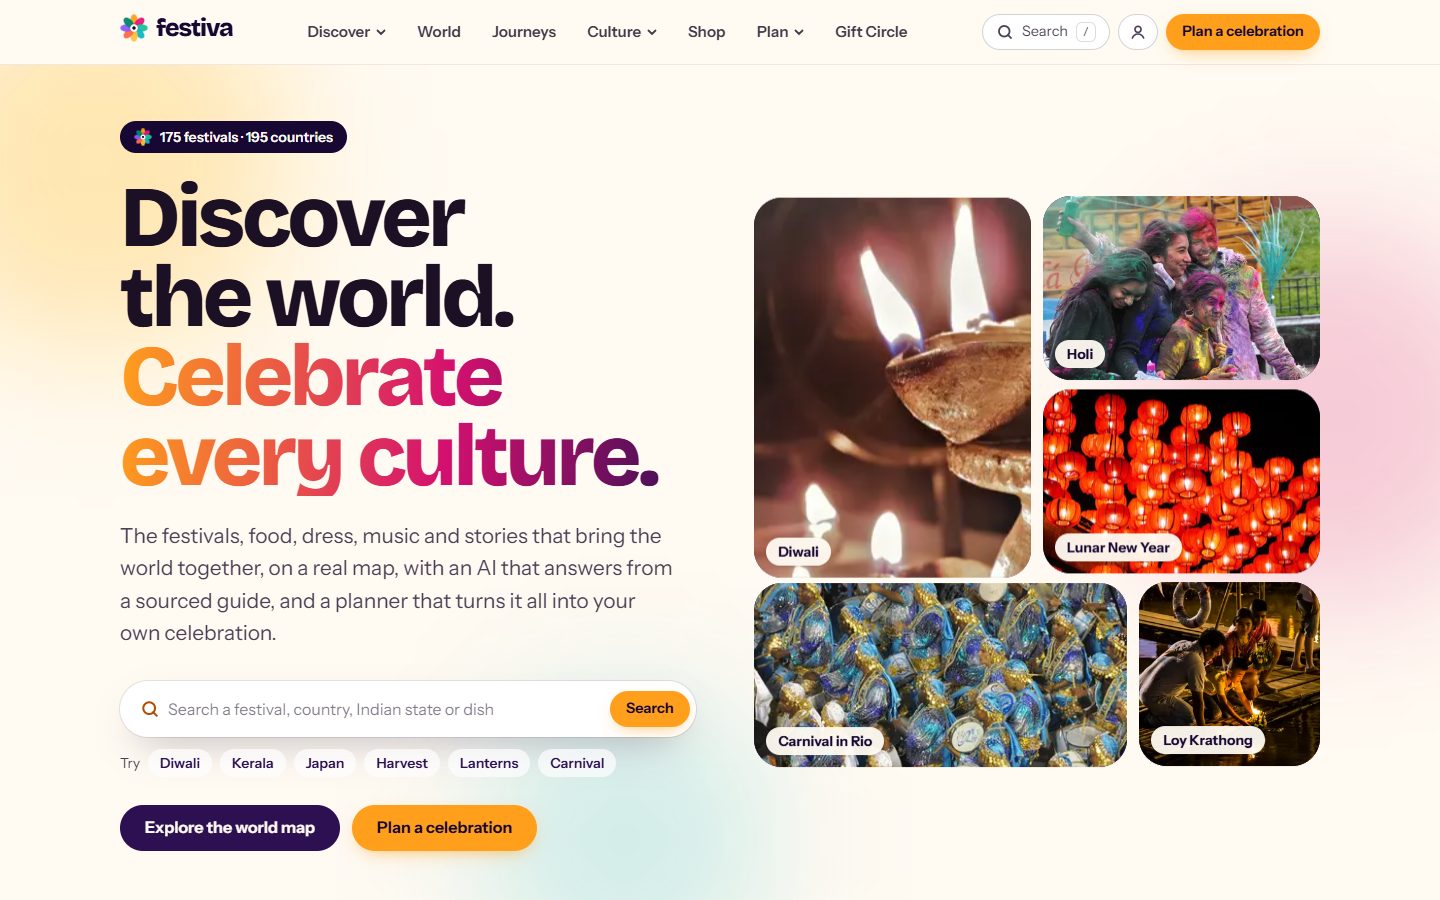 festiva
Discover
World
Journeys
Culture
Shop
Plan
Gift Circle
Search /
Plan a celebration
175 festivals · 195 countries
Discover
the world.
Celebrate
every culture.
The festivals, food, dress, music and stories that bring the
world together, on a real map, with an AI that answers from
a sourced guide, and a planner that turns it all into your
own celebration.
Search a festival, country, Indian state or dish
Search
Try
Diwali
Kerala
Japan
Harvest
Lanterns
Carnival
Explore the world map
Plan a celebration
Diwali
Holi
Lunar New Year
Carnival in Rio
Loy Krathong